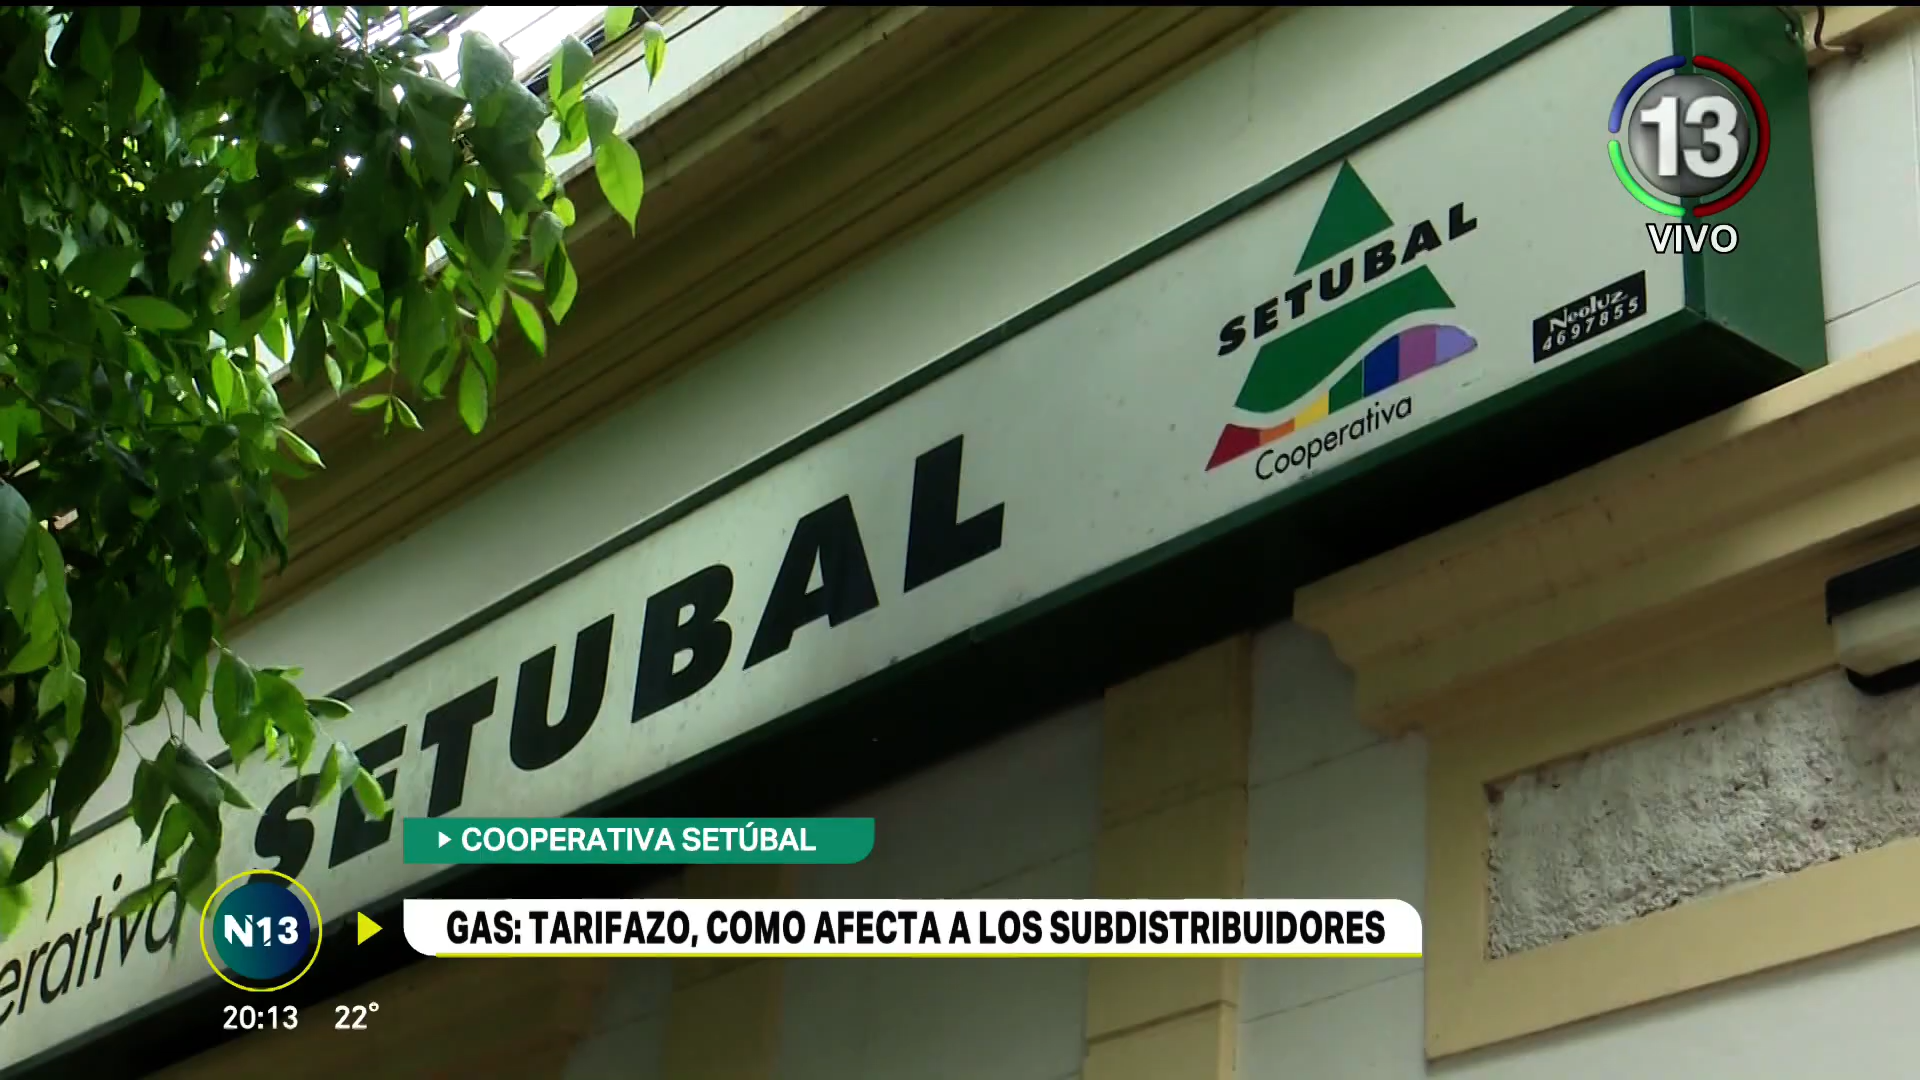 13
VIVO
SETUBAL
Cooperativa
Neoluz
4697855
erativa SETUBAL
COOPERATIVA SETÚBAL
N13
GAS: TARIFAZO, COMO AFECTA A LOS SUBDISTRIBUIDORES
20:13 22°